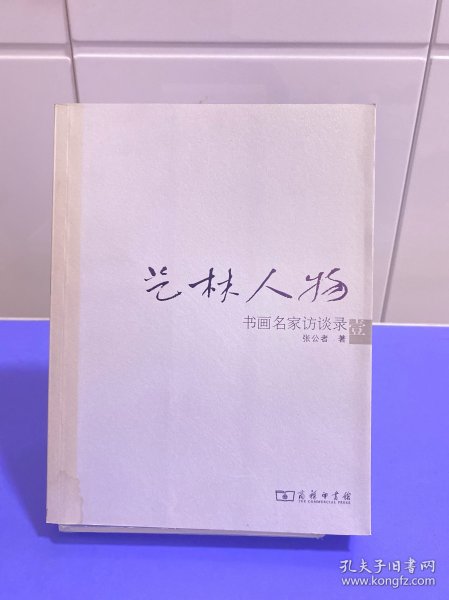 艺林人物
书画名家访谈录 壹
张公者 著
商务印书馆
THE COMMERCIAL PRESS
孔夫子旧书网
www.kongfz.com